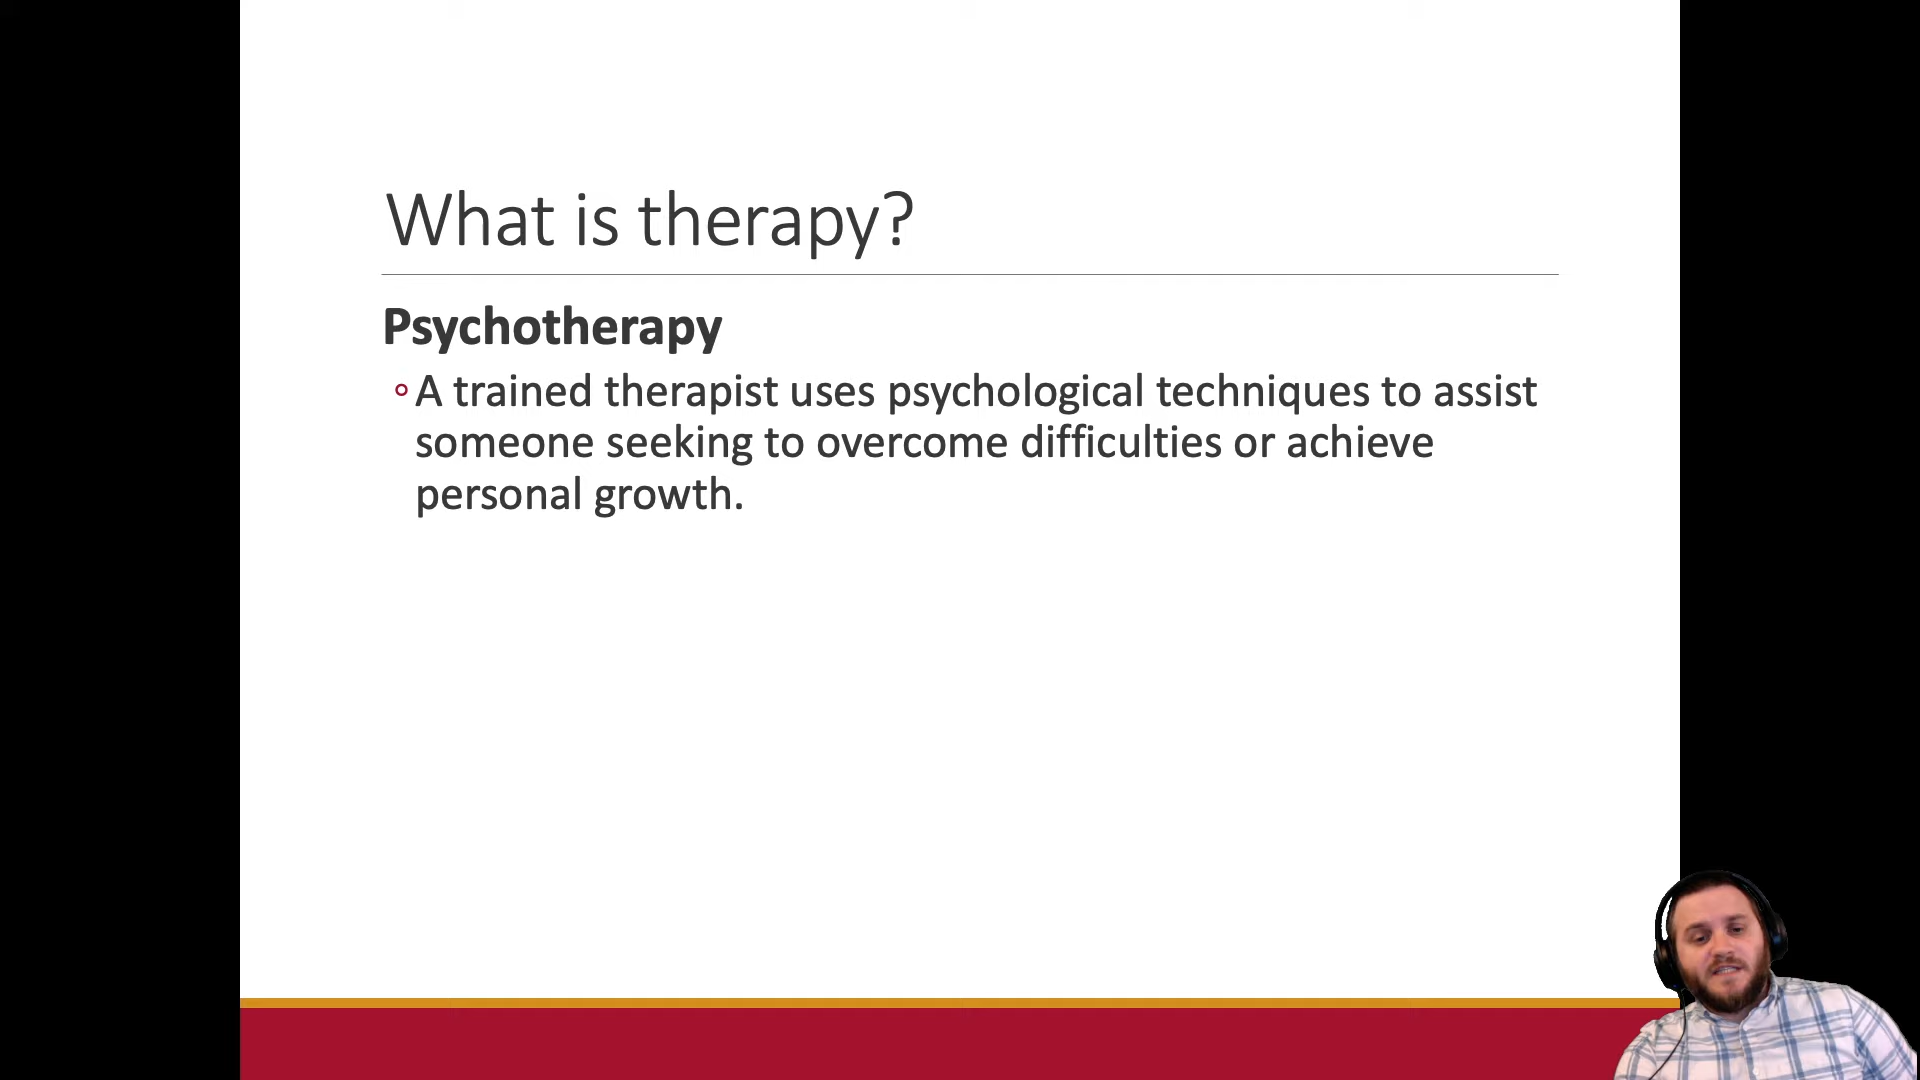 What is therapy?
Psychotherapy
◦A trained therapist uses psychological techniques to assist
someone seeking to overcome difficulties or achieve
personal growth.